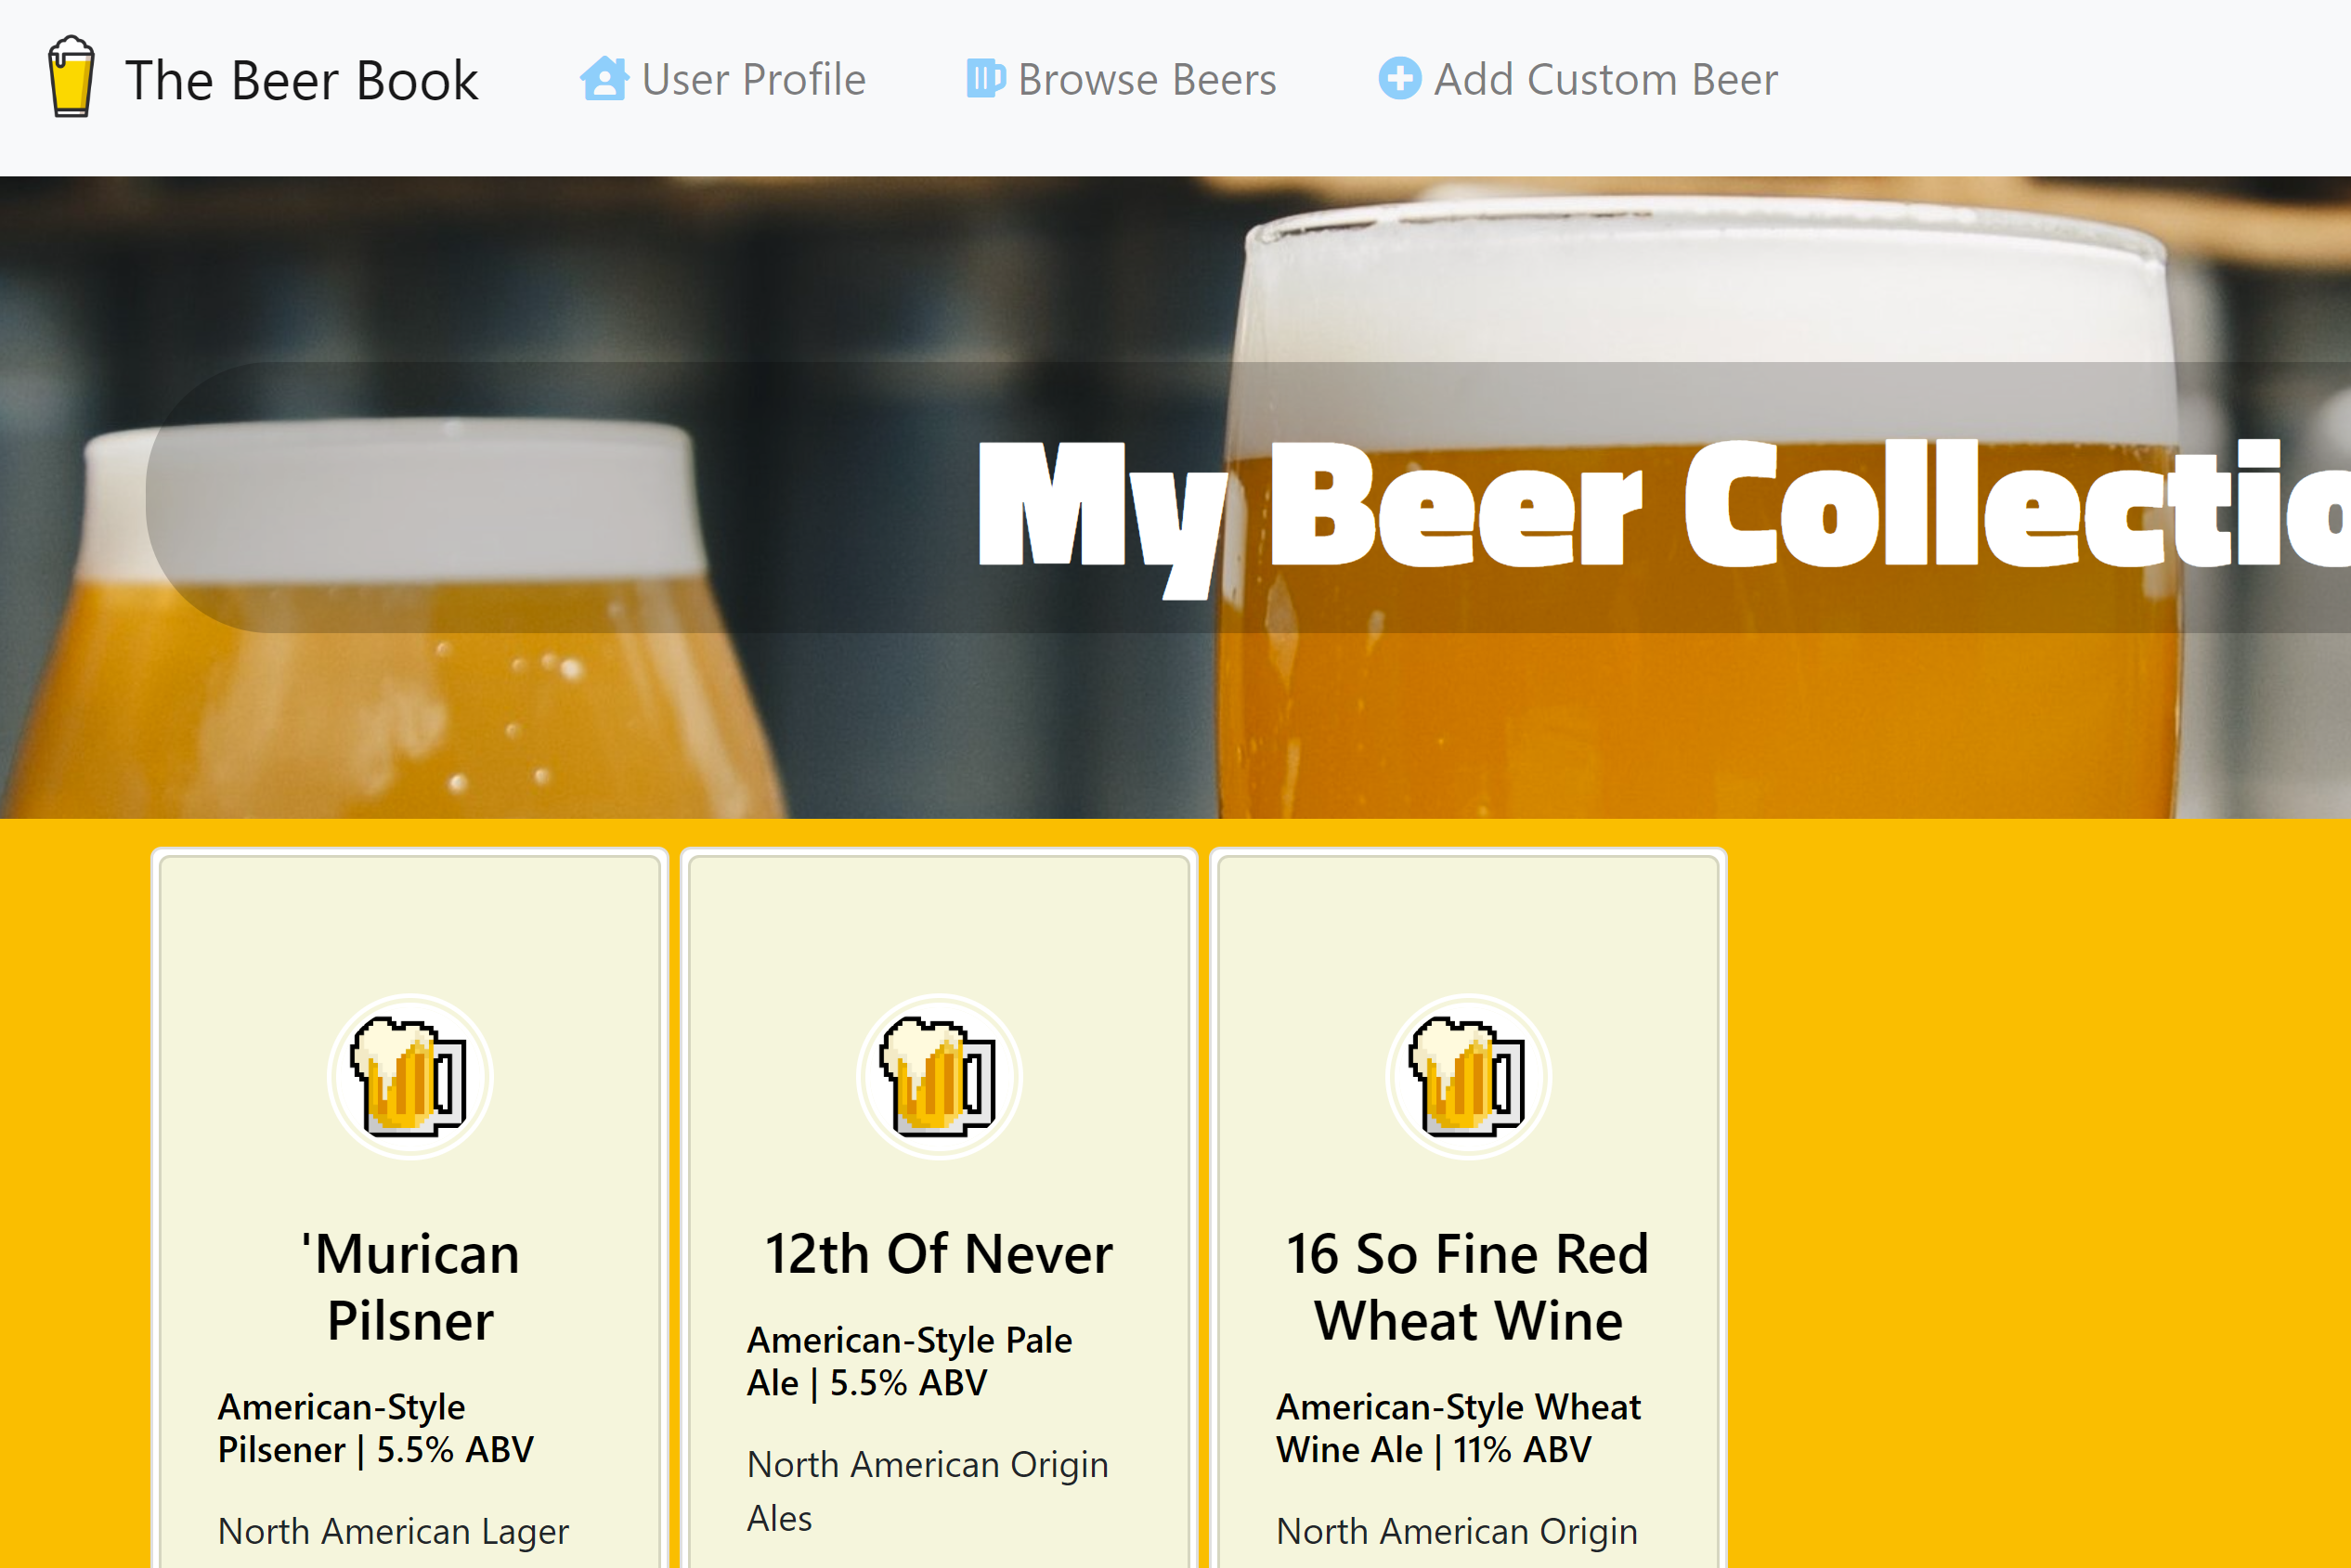 The Beer Book
User Profile
Browse Beers
Add Custom Beer
My Beer Collectio
'Murican
Pilsner
American-Style
Pilsener | 5.5% ABV
North American Lager
12th Of Never
American-Style Pale
Ale | 5.5% ABV
North American Origin
Ales
16 So Fine Red
Wheat Wine
American-Style Wheat
Wine Ale | 11% ABV
North American Origin